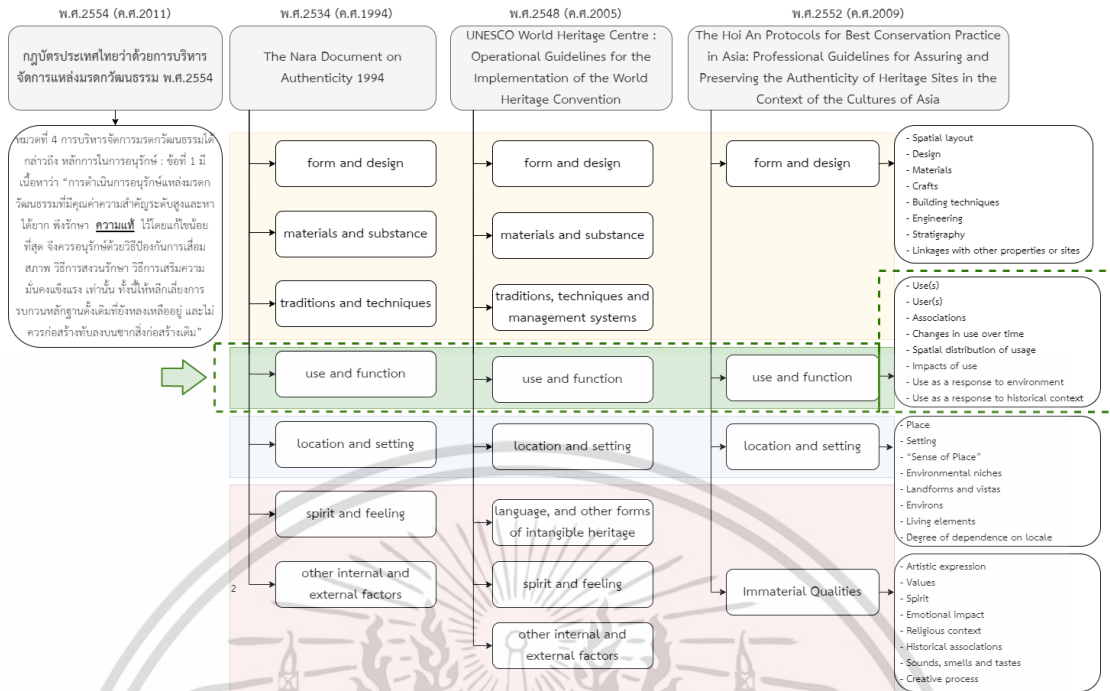 พ.ศ.2554 (ค.ศ.2011)
กฎบัตรประเทศไทยว่าด้วยการบริหาร
จัดการแหล่งมรดกวัฒนธรรม พ.ศ.2554
หมวดที่ 4 การบริหารจัดการมรดกวัฒนธรรมได้
กล่าวถึง หลักการในการอนุรักษ์ : ข้อที่ 1 มี
เนื้อหาว่า “การดำเนินการอนุรักษ์แหล่งมรดก
วัฒนธรรมที่มีคุณค่าความสำคัญระดับสูงและหา
ได้ยาก พึงรักษา ความแท้ ไว้โดยแก้ไขน้อย
ที่สุด จึงควรอนุรักษ์ด้วยวิธีป้องกันการเสื่อม
สภาพ วิธีการสงวนรักษา วิธีการเสริมความ
มั่นคงแข็งแรง เท่านั้น ทั้งนี้ให้หลีกเลี่ยงการ
รบกวนหลักฐานดั้งเดิมที่ยังหลงเหลืออยู่ และไม่
ควรก่อสร้างทับลงบนซากสิ่งก่อสร้างเดิม”
พ.ศ.2534 (ค.ศ.1994)
The Nara Document on
Authenticity 1994
form and design
materials and substance
traditions and techniques
use and function
location and setting
spirit and feeling
other internal and
external factors
2
พ.ศ.2548 (ค.ศ.2005)
UNESCO World Heritage Centre :
Operational Guidelines for the
Implementation of the World
Heritage Convention
form and design
materials and substance
traditions, techniques and
management systems
use and function
location and setting
language, and other forms
of intangible heritage
spirit and feeling
other internal and
external factors
พ.ศ.2552 (ค.ศ.2009)
The Hoi An Protocols for Best Conservation Practice
in Asia: Professional Guidelines for Assuring and
Preserving the Authenticity of Heritage Sites in the
Context of the Cultures of Asia
form and design
- Spatial layout
- Design
- Materials
- Crafts
- Building techniques
- Engineering
- Stratigraphy
- Linkages with other properties or sites
use and function
- Use(s)
- User(s)
- Associations
- Changes in use over time
- Spatial distribution of usage
- Impacts of use
- Use as a response to environment
- Use as a response to historical context
location and setting
- Place
- Setting
- “Sense of Place”
- Environmental niches
- Landforms and vistas
- Environs
- Living elements
- Degree of dependence on locale
Immaterial Qualities
- Artistic expression
- Values
- Spirit
- Emotional impact
- Religious context
- Historical associations
- Sounds, smells and tastes
- Creative process